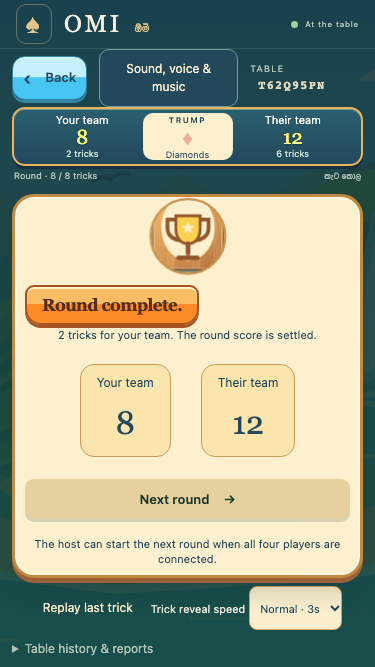 OMI ඔමි
At the table
Back
Sound, voice & music
TABLE
T62Q95PN
Your team
8
2 tricks
TRUMP
Diamonds
Their team
12
6 tricks
Round · 8 / 8 tricks
Round complete.
2 tricks for your team. The round score is settled.
Your team
8
Their team
12
Next round →
The host can start the next round when all four players are
connected.
Replay last trick
Trick reveal speed
Normal · 3s
Table history & reports